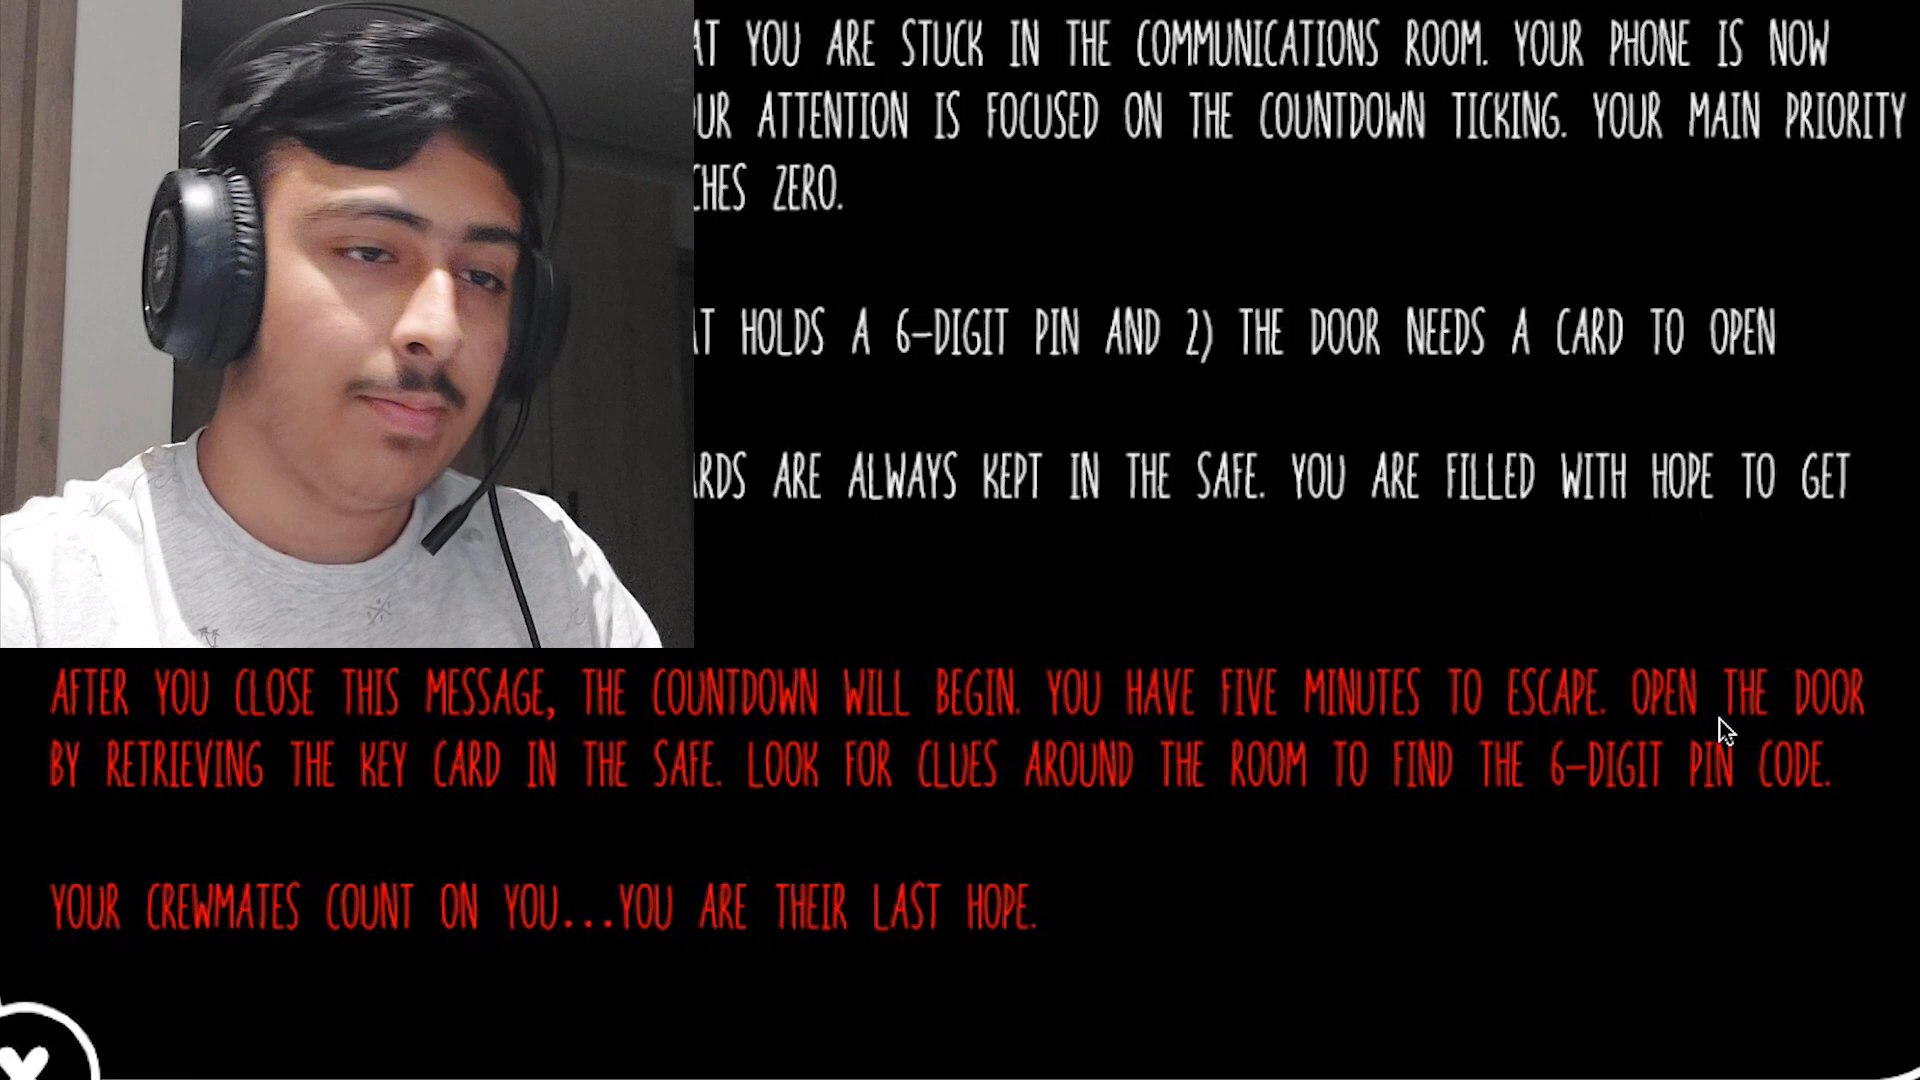 YOU ARE STUCK IN THE COMMUNICATIONS ROOM. YOUR PHONE IS NOW
ATTENTION IS FOCUSED ON THE COUNTDOWN TICKING. YOUR MAIN PRIORITY
ZERO.
HOLDS A 6-DIGIT PIN AND 2) THE DOOR NEEDS A CARD TO OPEN
ARE ALWAYS KEPT IN THE SAFE. YOU ARE FILLED WITH HOPE TO GET
AFTER YOU CLOSE THIS MESSAGE, THE COUNTDOWN WILL BEGIN. YOU HAVE FIVE MINUTES TO ESCAPE. OPEN THE DOOR
BY RETRIEVING THE KEY CARD IN THE SAFE. LOOK FOR CLUES AROUND THE ROOM TO FIND THE 6-DIGIT PIN CODE.
YOUR CREWMATES COUNT ON YOU...YOU ARE THEIR LAST HOPE.